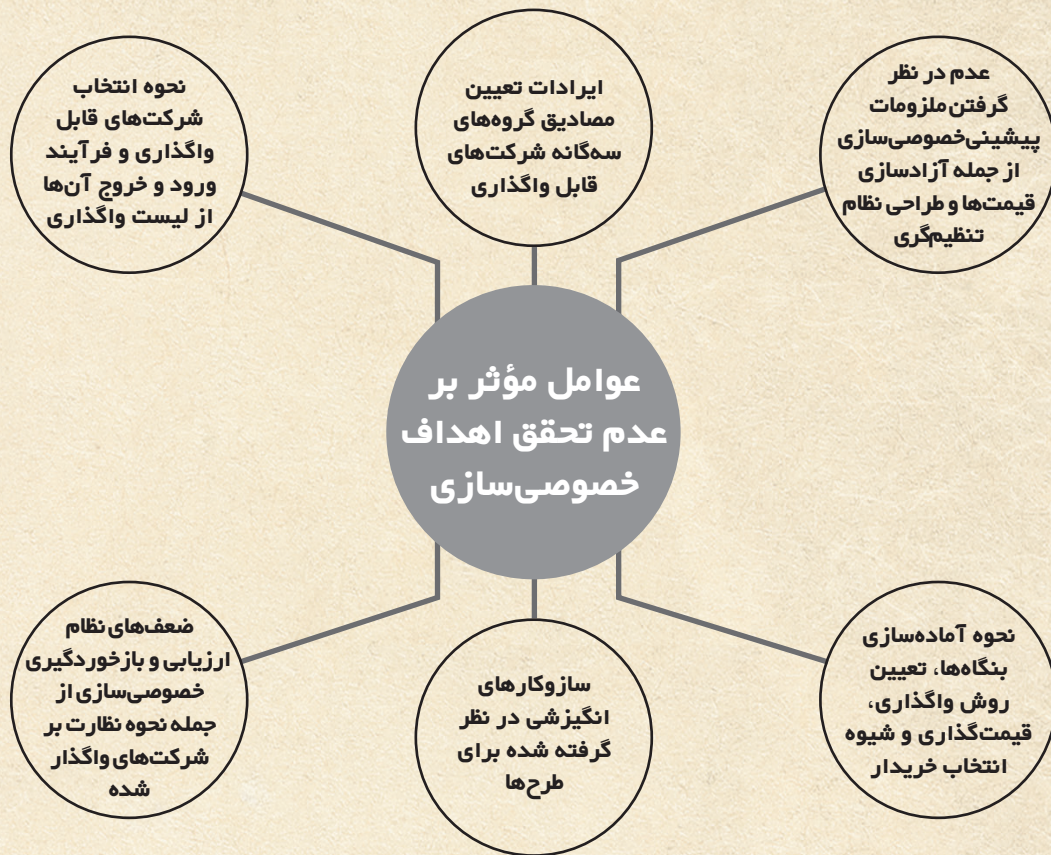 عدم در نظر
گرفتن ملزومات
پیشینی‌خصوصی‌سازی
از جمله آزادسازی
قیمت‌ها و طراحی نظام
تنظیم‌گری
ایرادات تعیین
مصادیق گروه‌های
سه‌گانه شرکت‌های
قابل واگذاری
نحوه انتخاب
شرکت‌های قابل
واگذاری و فرآیند
ورود و خروج آن‌ها
از لیست واگذاری
عوامل مؤثر بر
عدم تحقق اهداف
خصوصی‌سازی
نحوه آماده‌سازی
بنگاه‌ها، تعیین
روش واگذاری،
قیمت‌گذاری و شیوه
انتخاب خریدار
سازوکارهای
انگیزشی در نظر
گرفته شده برای
طرح‌ها
ضعف‌های نظام
ارزیابی و بازخوردگیری
خصوصی‌سازی از
جمله نحوه نظارت بر
شرکت‌های واگذار
شده